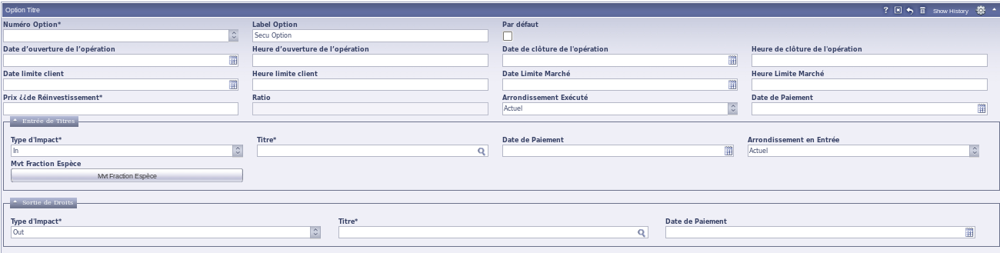 Option Titre ? Show History
Numéro Option* Label Option Par défaut
Secu Option
Date d’ouverture de l’opération Heure d’ouverture de l’opération Date de clôture de l'opération Heure de clôture de l'opération
Date limite client Heure limite client Date Limite Marché Heure Limite Marché
Prix ¿¿de Réinvestissement* Ratio Arrondissement Exécuté Date de Paiement
Actuel
Entrée de Titres
Type d'Impact* Titre* Date de Paiement Arrondissement en Entrée
In Actuel
Mvt Fraction Espèce
Mvt Fraction Espèce
Sortie de Droits
Type d'Impact* Titre* Date de Paiement
Out